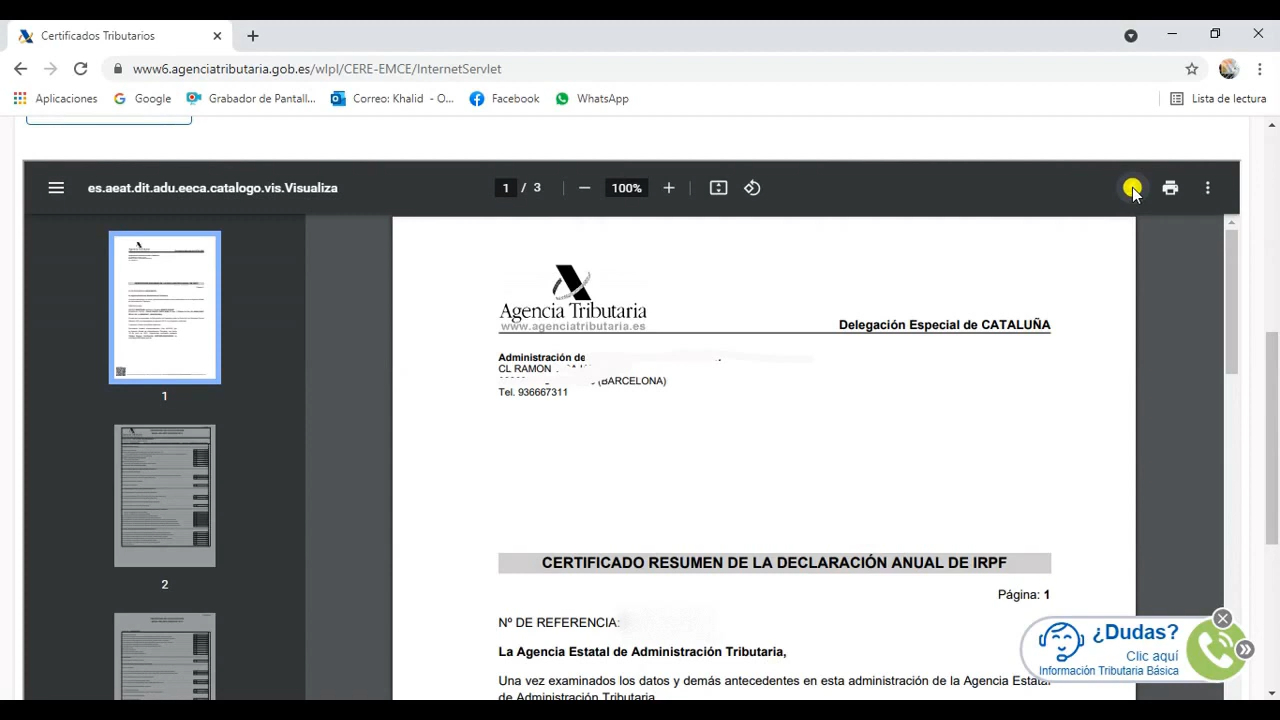 Certificados Tributarios
www6.agenciatributaria.gob.es/wlpl/CERE-EMCE/InternetServlet
Aplicaciones
Google
Grabador de Pantall...
Correo: Khalid - O...
Facebook
WhatsApp
Lista de lectura
es.aeat.dit.adu.eeca.catalogo.vis.Visualiza
1 / 3
100%
Agencia Tributaria
www.agenciatributaria.es
Delegación Especial de CATALUÑA
Administración de
CL RAMON
(BARCELONA)
Tel. 936667311
1
CERTIFICADO RESUMEN DE LA DECLARACIÓN ANUAL DE IRPF
2
Página: 1
Nº DE REFERENCIA:
La Agencia Estatal de Administración Tributaria,
Una vez examinados los datos y demás antecedentes en esta administración de la Agencia Estatal
de Administración Tributaria
¿Dudas?
Clic aquí
Información Tributaria Básica